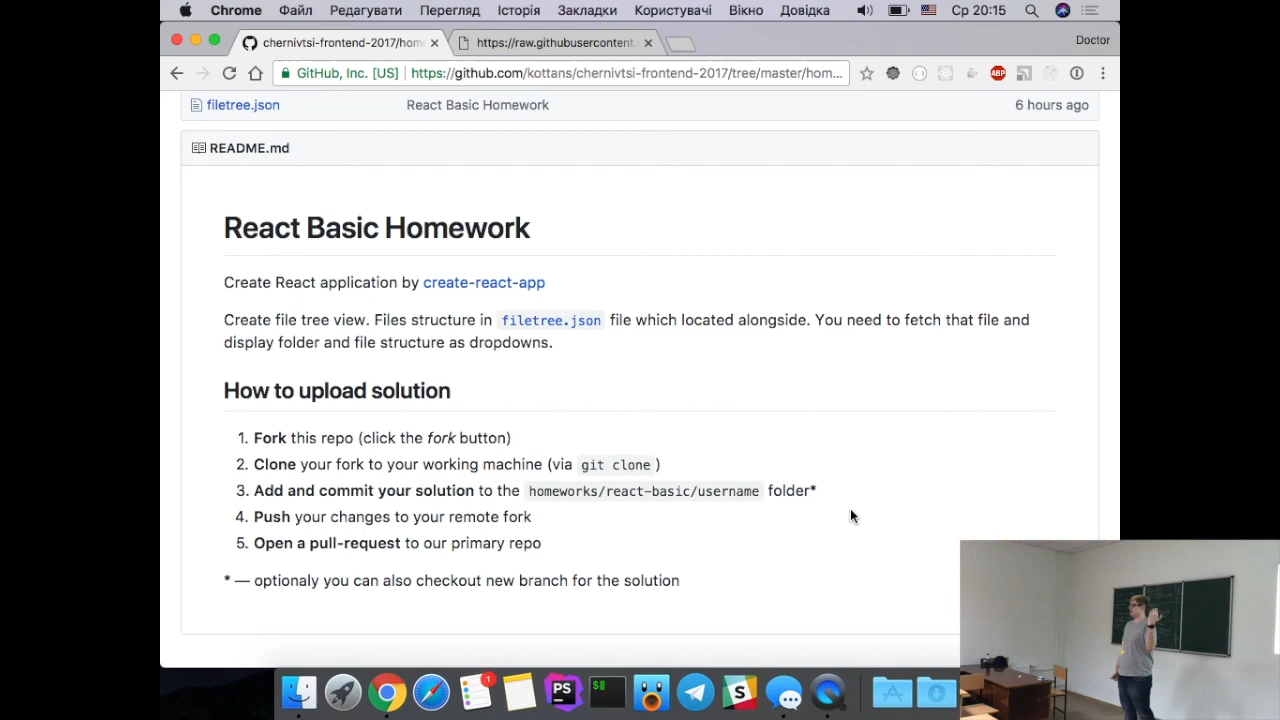 Chrome Файл Редагувати Перегляд Історія Закладки Користувачі Вікно Довідка Ср 20:15
chernivtsi-frontend-2017/hom
https://raw.githubusercontent.
Doctor
GitHub, Inc. [US] https://github.com/kottans/chernivtsi-frontend-2017/tree/master/hom...
ABP
filetree.json React Basic Homework 6 hours ago
README.md
React Basic Homework
Create React application by create-react-app
Create file tree view. Files structure in filetree.json file which located alongside. You need to fetch that file and
display folder and file structure as dropdowns.
How to upload solution
1. Fork this repo (click the fork button)
2. Clone your fork to your working machine (via git clone )
3. Add and commit your solution to the homeworks/react-basic/username folder*
4. Push your changes to your remote fork
5. Open a pull-request to our primary repo
* — optionaly you can also checkout new branch for the solution
1
PS
$
S